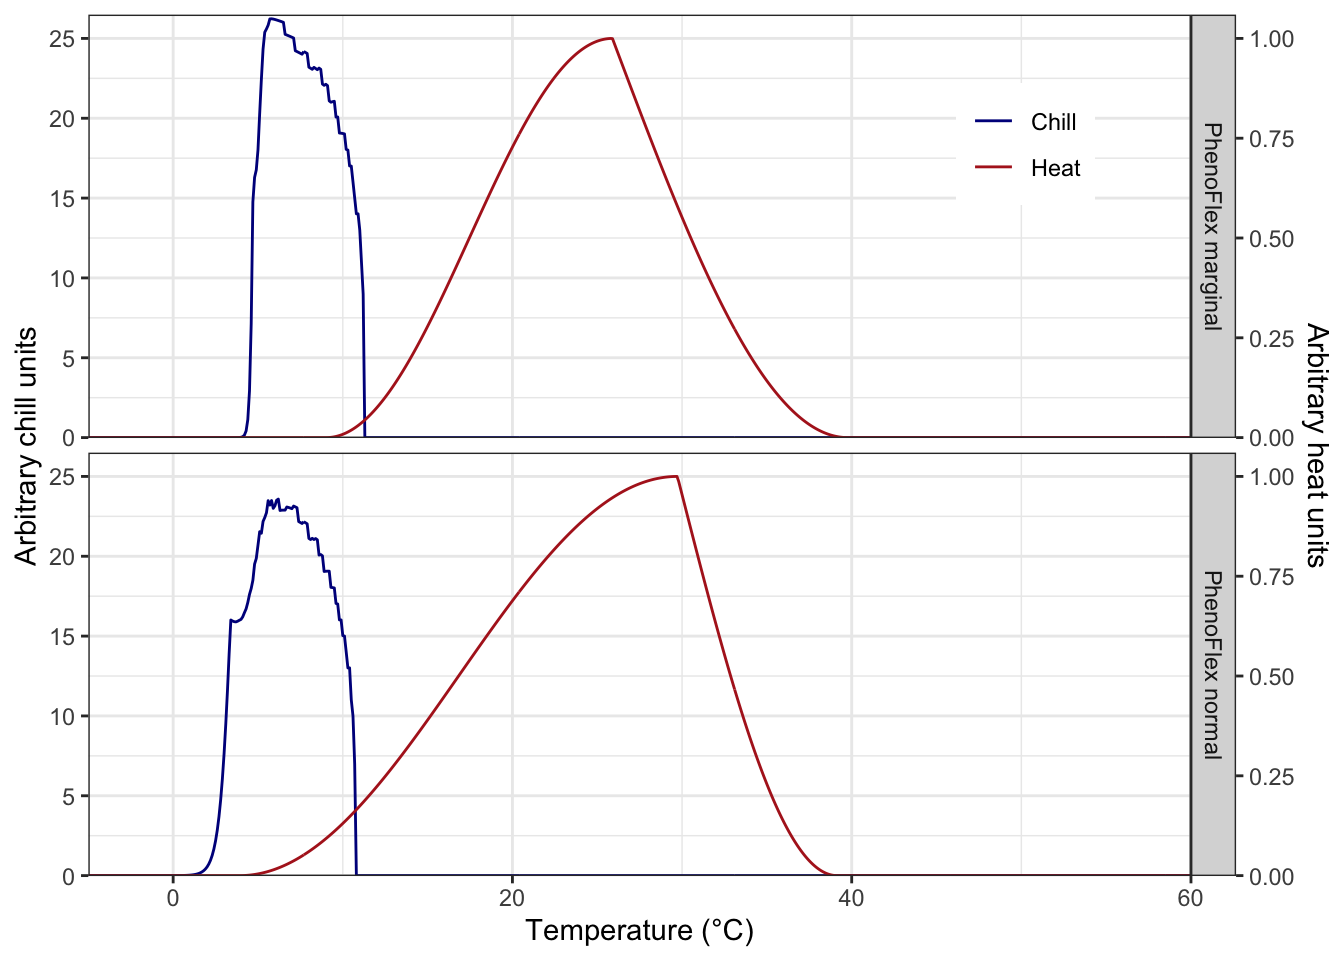 25
20
15
10
5
0
1.00
0.75
0.50
0.25
0.00
Chill
Heat
PhenoFlex marginal
Arbitrary chill units
Arbitrary heat units
25
20
15
10
5
0
1.00
0.75
0.50
0.25
0.00
PhenoFlex normal
0 20 40 60
Temperature (°C)